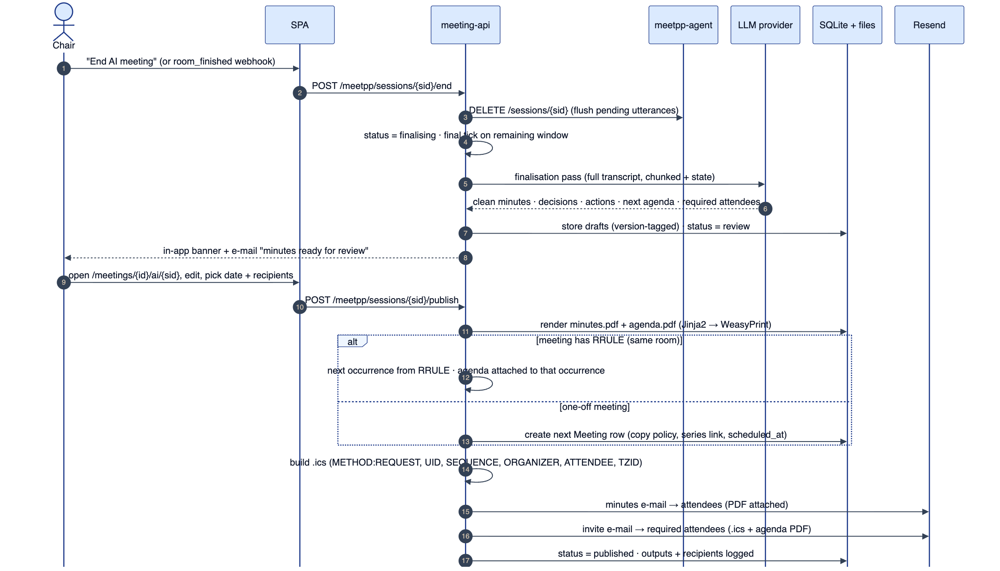 SPA
meeting-api
meetpp-agent
LLM provider
SQLite + files
Resend
Chair
1
"End AI meeting" (or room_finished webhook)
2
POST /meetpp/sessions/{sid}/end
3
DELETE /sessions/{sid} (flush pending utterances)
4
status = finalising · final tick on remaining window
5
finalisation pass (full transcript, chunked + state)
clean minutes · decisions · actions · next agenda · required attendees
6
7
store drafts (version-tagged) · status = review
in-app banner + e-mail "minutes ready for review"
8
9
open /meetings/{id}/ai/{sid}, edit, pick date + recipients
10
POST /meetpp/sessions/{sid}/publish
11
render minutes.pdf + agenda.pdf (Jinja2 → WeasyPrint)
alt
[meeting has RRULE (same room)]
next occurrence from RRULE · agenda attached to that occurrence
12
[one-off meeting]
create next Meeting row (copy policy, series link, scheduled_at)
13
build .ics (METHOD:REQUEST, UID, SEQUENCE, ORGANIZER, ATTENDEE, TZID)
14
minutes e-mail → attendees (PDF attached)
15
invite e-mail → required attendees (.ics + agenda PDF)
16
status = published · outputs + recipients logged
17